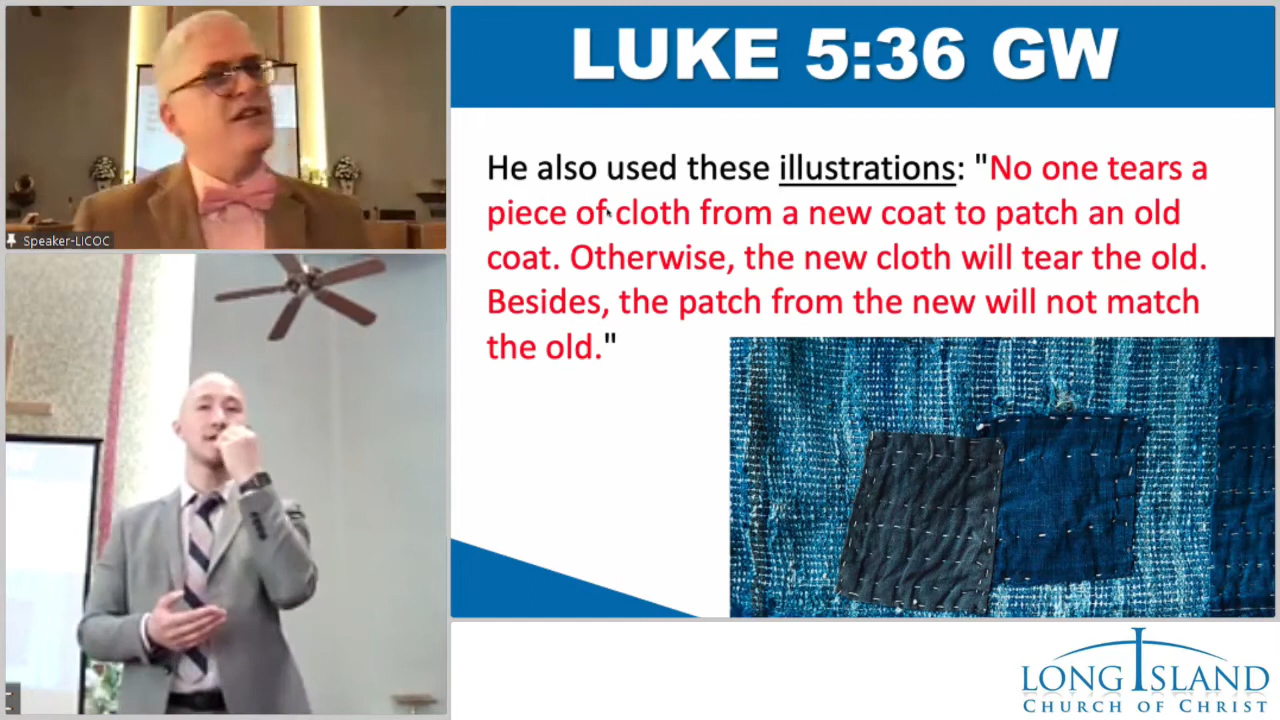 LUKE 5:36 GW
He also used these illustrations: "No one tears a
piece of cloth from a new coat to patch an old
coat. Otherwise, the new cloth will tear the old.
Besides, the patch from the new will not match
the old."
Speaker-LICOC
LONG ISLAND
CHURCH OF CHRIST